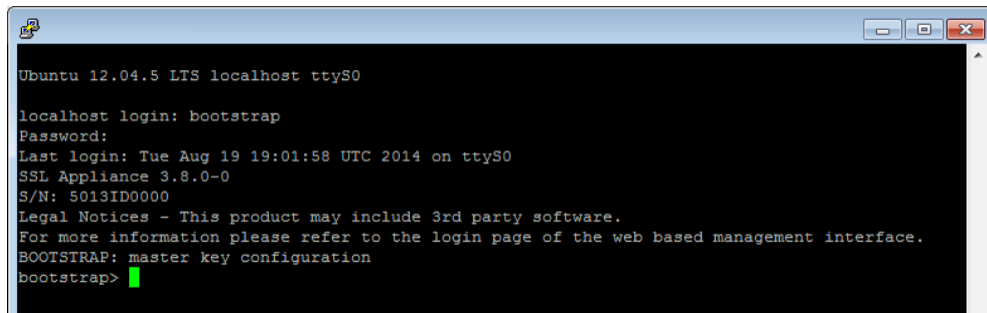 Ubuntu 12.04.5 LTS localhost ttyS0
localhost login: bootstrap
Password:
Last login: Tue Aug 19 19:01:58 UTC 2014 on ttyS0
SSL Appliance 3.8.0-0
S/N: 5013ID0000
Legal Notices - This product may include 3rd party software.
For more information please refer to the login page of the web based management interface.
BOOTSTRAP: master key configuration
bootstrap>